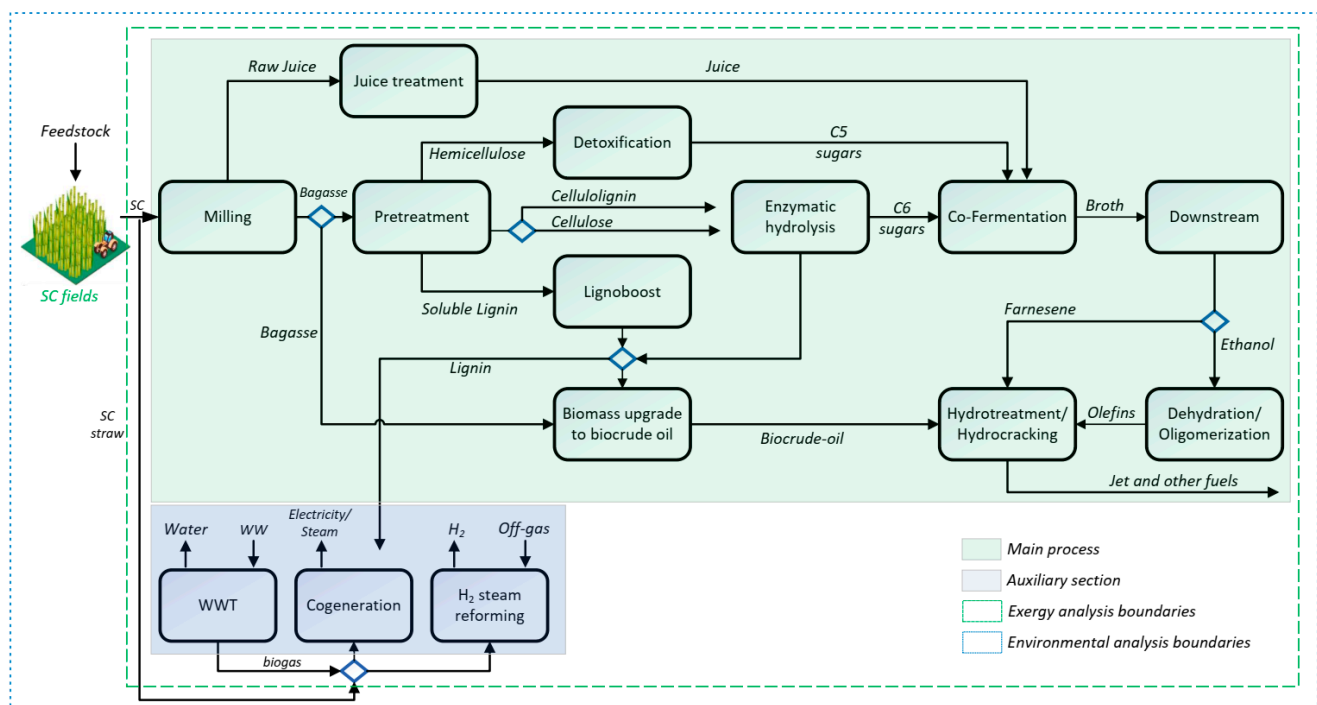 Raw Juice
Juice treatment
Juice
Feedstock
Hemicellulose
Detoxification
C5
sugars
SC
Milling
Bagasse
Pretreatment
Cellulolignin
Cellulose
Enzymatic
hydrolysis
C6
sugars
Co-Fermentation
Broth
Downstream
SC fields
Soluble Lignin
Lignoboost
Bagasse
Lignin
Farnesene
Ethanol
SC
straw
Biomass upgrade
to biocrude oil
Biocrude-oil
Hydrotreatment/
Hydrocracking
Olefins
Dehydration/
Oligomerization
Jet and other fuels
Water
WW
Electricity/
Steam
H2
Off-gas
WWT
Cogeneration
H2 steam
reforming
biogas
Main process
Auxiliary section
Exergy analysis boundaries
Environmental analysis boundaries